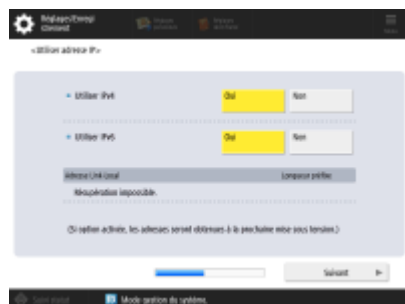 Réglages/Enregi
strement
<Utiliser adresse IP>
Utiliser IPv4
Oui
Non
Utiliser IPv6
Oui
Non
Adresse Link-Local
Longueur préfixe
Récupération impossible.
(Si option activée, les adresses seront obtenues à la prochaine mise sous tension.)
Suivant
Mode gestion du système.